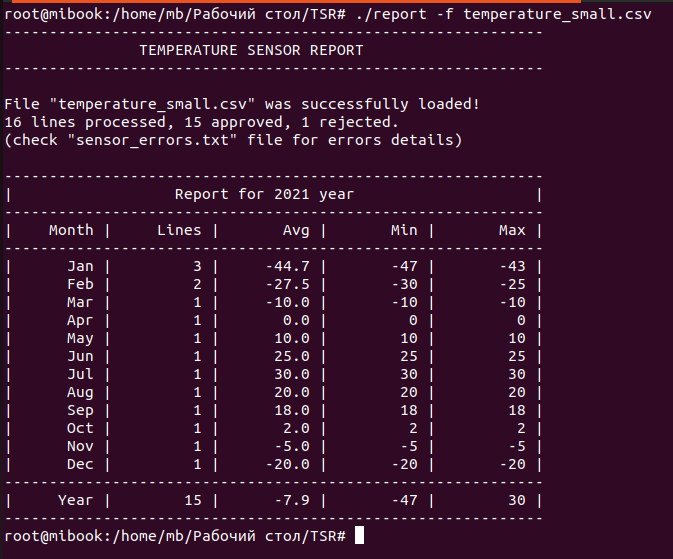 root@mibook:/home/mb/Рабочий стол/TSR# ./report -f temperature_small.csv
------------------------------------------------------------
               TEMPERATURE SENSOR REPORT
------------------------------------------------------------
File "temperature_small.csv" was successfully loaded!
16 lines processed, 15 approved, 1 rejected.
(check "sensor_errors.txt" file for errors details)
------------------------------------------------------------
|                  Report for 2021 year                    |
------------------------------------------------------------
|    Month |     Lines |       Avg |         Min |       Max |
------------------------------------------------------------
|      Jan |         3 |     -44.7 |         -47 |       -43 |
|      Feb |         2 |     -27.5 |         -30 |       -25 |
|      Mar |         1 |     -10.0 |         -10 |       -10 |
|      Apr |         1 |       0.0 |           0 |         0 |
|      May |         1 |      10.0 |          10 |        10 |
|      Jun |         1 |      25.0 |          25 |        25 |
|      Jul |         1 |      30.0 |          30 |        30 |
|      Aug |         1 |      20.0 |          20 |        20 |
|      Sep |         1 |      18.0 |          18 |        18 |
|      Oct |         1 |       2.0 |           2 |         2 |
|      Nov |         1 |      -5.0 |          -5 |        -5 |
|      Dec |         1 |     -20.0 |         -20 |       -20 |
------------------------------------------------------------
|     Year |        15 |      -7.9 |         -47 |        30 |
------------------------------------------------------------
root@mibook:/home/mb/Рабочий стол/TSR#